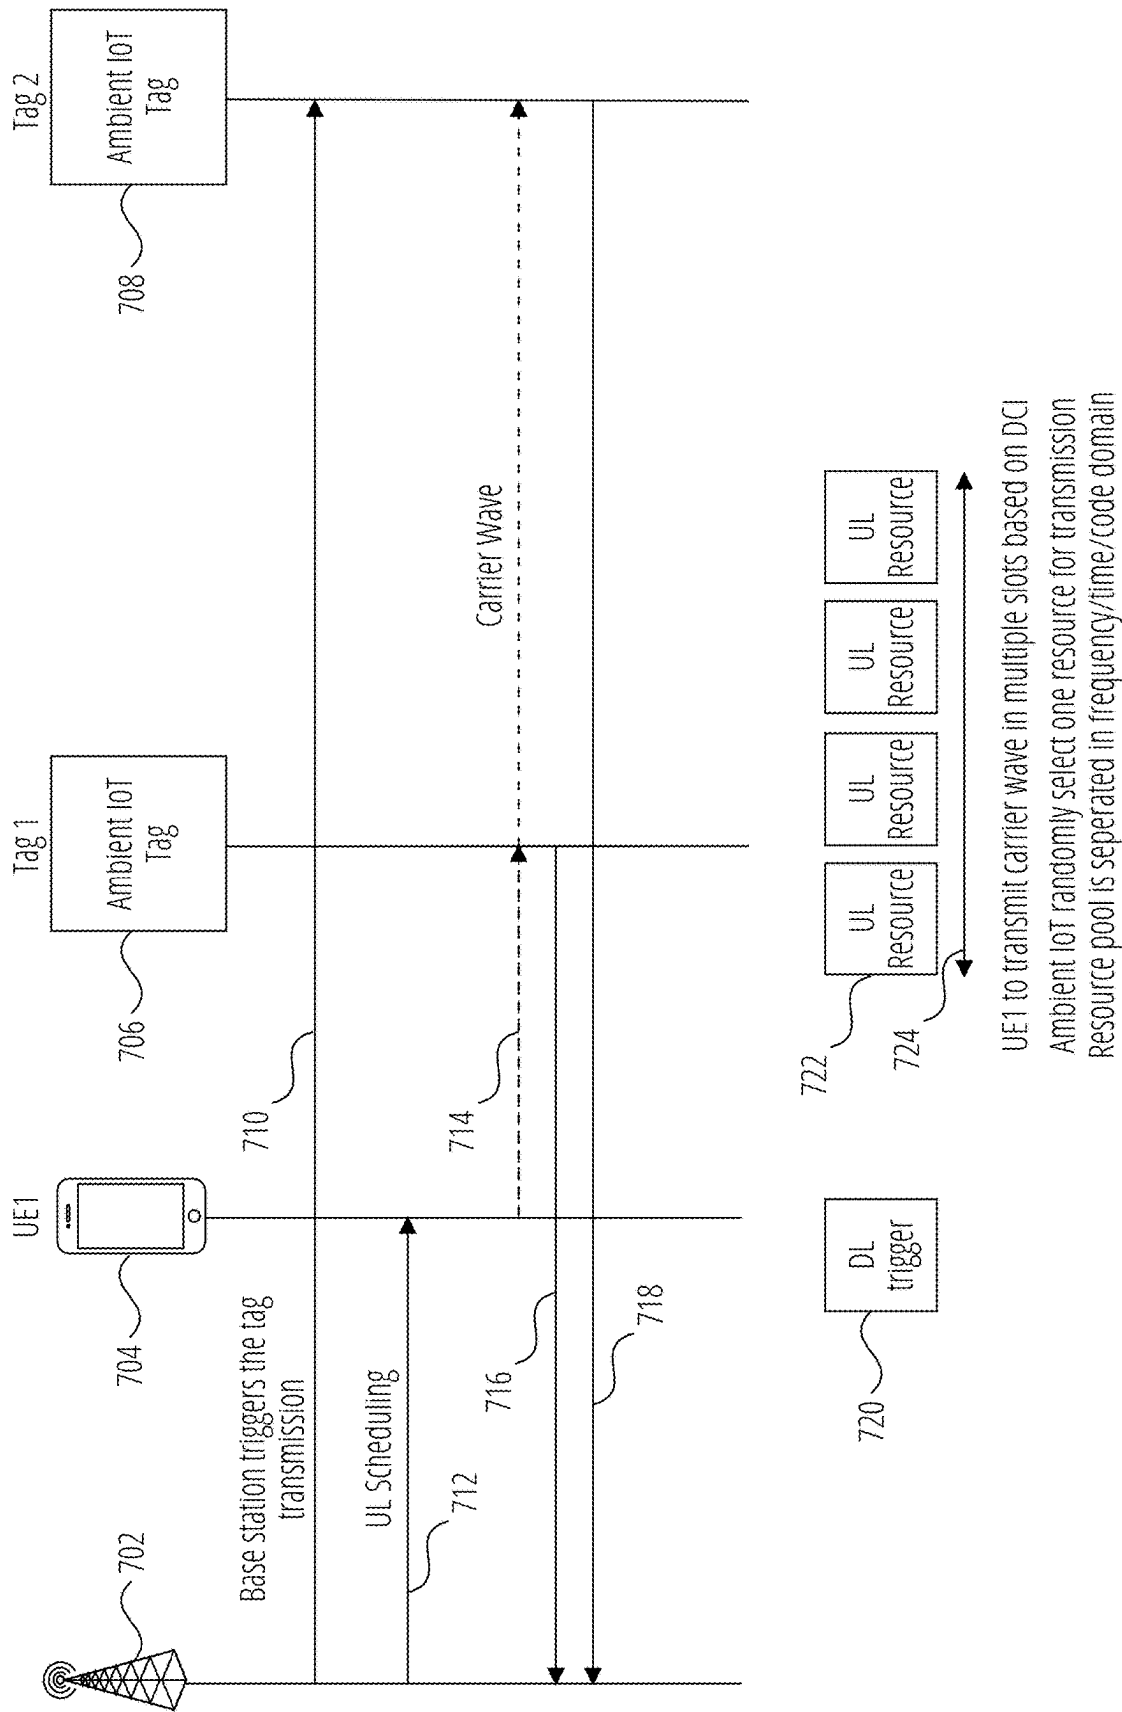 702
UE1
704
Tag 1
Ambient IoT
Tag
706
Tag 2
Ambient IoT
Tag
708
Base station triggers the tag
transmission
710
UL Scheduling
712
Carrier Wave
714
716
718
DL
trigger
720
UL
Resource
UL
Resource
UL
Resource
UL
Resource
722
724
UE1 to transmit carrier wave in multiple slots based on DCI
Ambient IoT randomly select one resource for transmission
Resource pool is seperated in frequency/time/code domain